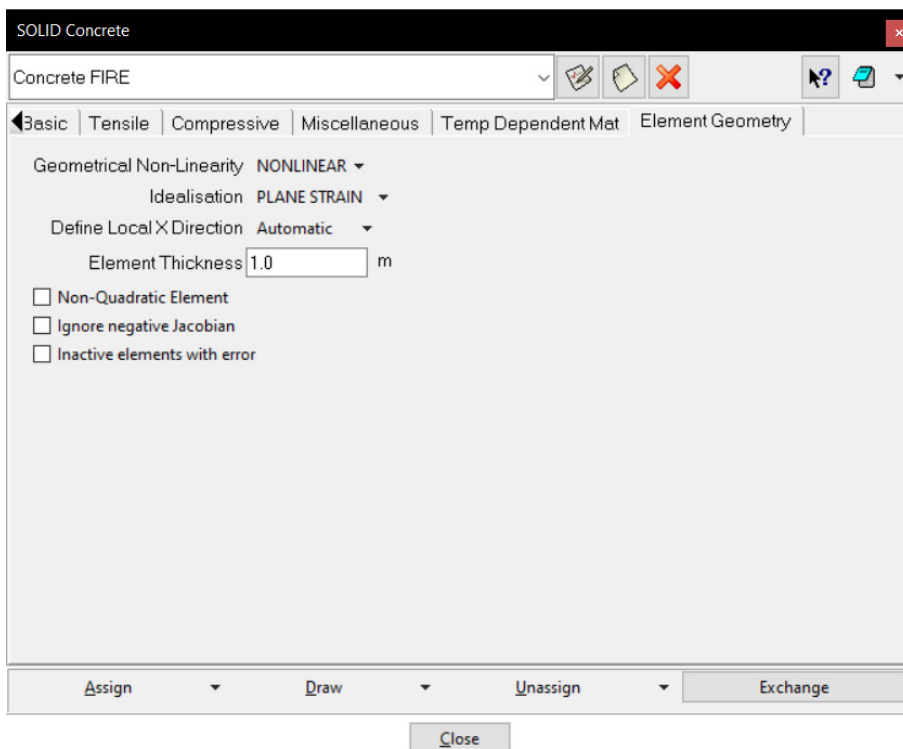 SOLID Concrete
Concrete FIRE
Basic Tensile Compressive Miscellaneous Temp Dependent Mat Element Geometry
Geometrical Non-Linearity NONLINEAR
Idealisation PLANE STRAIN
Define Local X Direction Automatic
Element Thickness 1.0 m
Non-Quadratic Element
Ignore negative Jacobian
Inactive elements with error
Assign Draw Unassign Exchange
Close